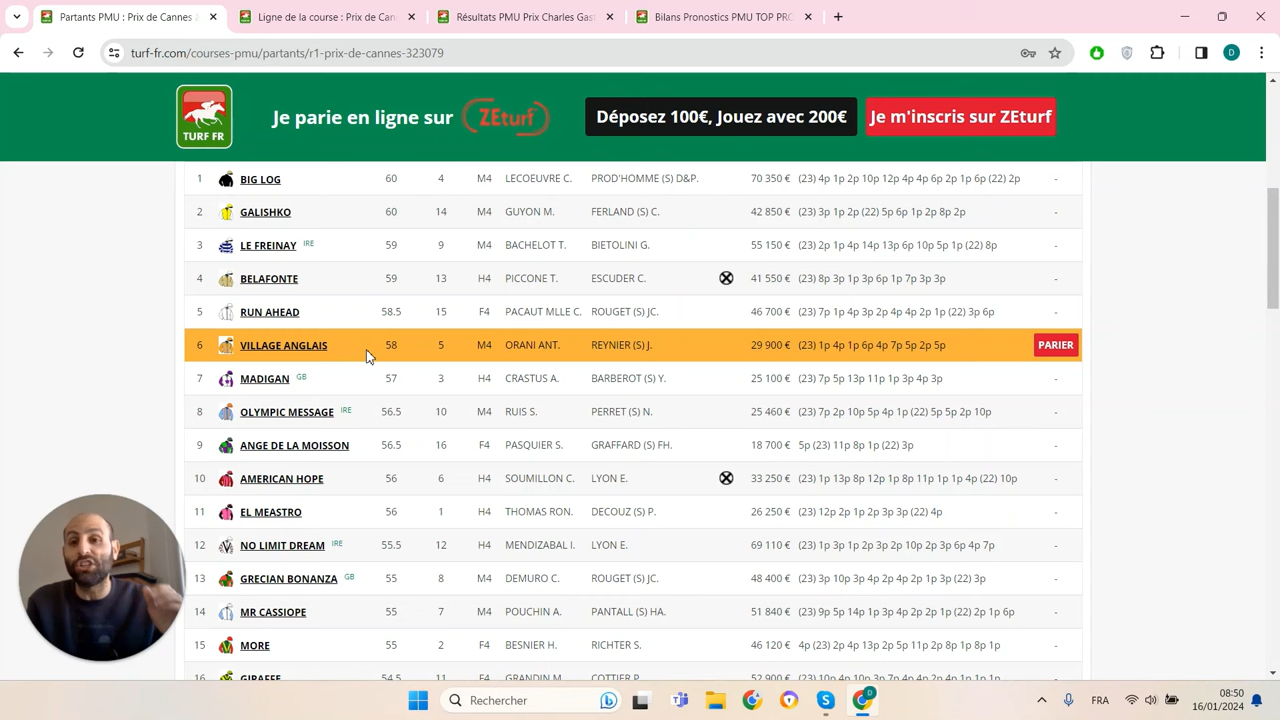 Partants PMU : Prix de Cannes
Ligne de la course : Prix de Can
Résultats PMU Prix Charles Gast
Bilans Pronostics PMU TOP PRO
turf-fr.com/courses-pmu/partants/r1-prix-de-cannes-323079
D
TURF FR
Je parie en ligne sur ZEturf
Déposez 100€, Jouez avec 200€
Je m'inscris sur ZEturf
1 BIG LOG 60 4 M4 LECOEUVRE C. PROD'HOMME (S) D&P. 70 350 € (23) 4p 1p 2p 10p 12p 4p 4p 6p 2p 1p 6p (22) 2p -
2 GALISHKO 60 14 M4 GUYON M. FERLAND (S) C. 42 850 € (23) 3p 1p 2p (22) 5p 6p 1p 2p 8p 2p -
3 LE FREINAY IRE 59 9 M4 BACHELOT T. BIETOLINI G. 55 150 € (23) 2p 1p 4p 14p 13p 6p 10p 5p 1p (22) 8p -
4 BELAFONTE 59 13 H4 PICCONE T. ESCUDER C. 41 550 € (23) 8p 3p 1p 3p 6p 1p 7p 3p 3p -
5 RUN AHEAD 58.5 15 F4 PACAUT MLLE C. ROUGET (S) JC. 46 700 € (23) 7p 1p 4p 3p 2p 4p 4p 2p 1p (22) 3p 6p -
6 VILLAGE ANGLAIS 58 5 M4 ORANI ANT. REYNIER (S) J. 29 900 € (23) 1p 4p 1p 6p 4p 7p 5p 2p 5p PARIER
7 MADIGAN GB 57 3 H4 CRASTUS A. BARBEROT (S) Y. 25 100 € (23) 7p 5p 13p 11p 1p 3p 4p 3p -
8 OLYMPIC MESSAGE IRE 56.5 10 M4 RUIS S. PERRET (S) N. 25 460 € (23) 7p 2p 10p 5p 4p 1p (22) 5p 5p 2p 10p -
9 ANGE DE LA MOISSON 56.5 16 F4 PASQUIER S. GRAFFARD (S) FH. 18 700 € 5p (23) 11p 8p 1p (22) 3p -
10 AMERICAN HOPE 56 6 H4 SOUMILLON C. LYON E. 33 250 € (23) 1p 13p 8p 12p 1p 8p 11p 1p 1p 4p (22) 10p -
11 EL MEASTRO 56 1 H4 THOMAS RON. DECOUZ (S) P. 26 250 € (23) 12p 2p 1p 2p 3p 3p (22) 4p -
12 NO LIMIT DREAM IRE 55.5 12 H4 MENDIZABAL I. LYON E. 69 110 € (23) 1p 3p 1p 2p 3p 2p 10p 2p 3p 6p 4p 7p -
13 GRECIAN BONANZA GB 55 8 M4 DEMURO C. ROUGET (S) JC. 48 400 € (23) 3p 10p 3p 4p 2p 4p 1p 3p (22) 3p -
14 MR CASSIOPE 55 7 M4 POUCHIN A. PANTALL (S) HA. 51 840 € (23) 9p 5p 14p 1p 3p 4p 2p 1p 1p (22) 2p 1p 6p -
15 MORE 55 2 F4 BESNIER H. RICHTER S. 46 120 € 4p (23) 2p 4p 13p 2p 5p 11p 2p 8p 1p 8p 1p -
16 GIRAFFE 54.5 11 F4 GRANDIN M. COTTIER P. 52 900 €
Rechercher
D
FRA
08:50
16/01/2024